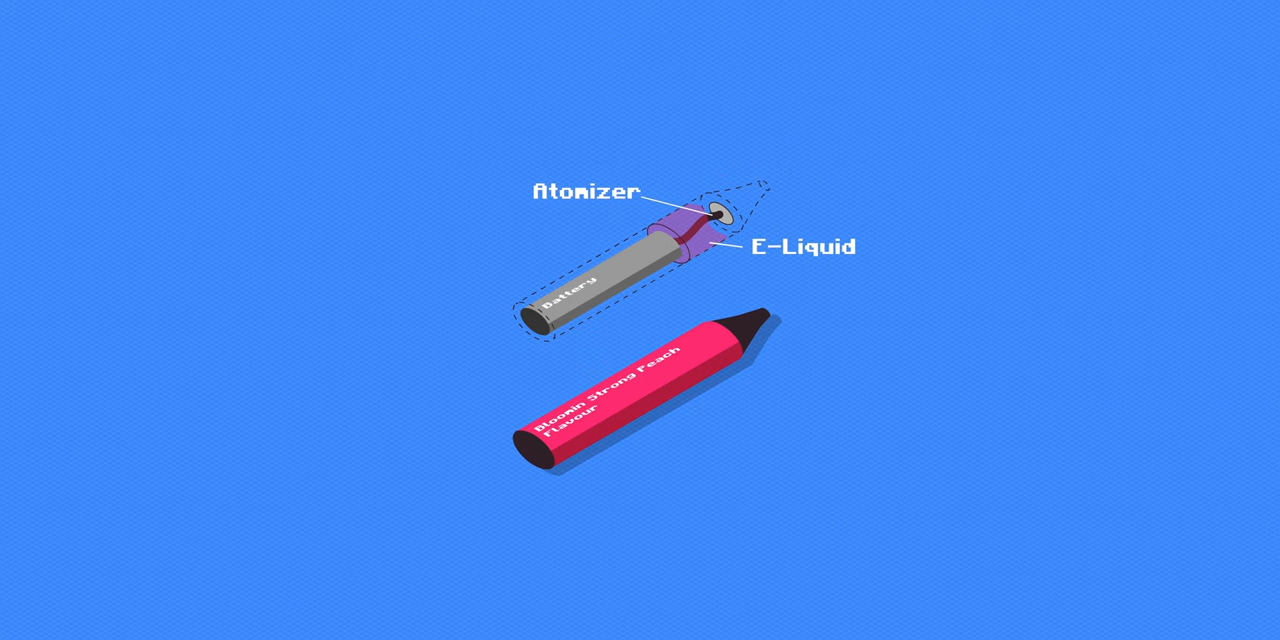 Atomizer
E-Liquid
Battery
Bloomin Strong Peach
Flavour